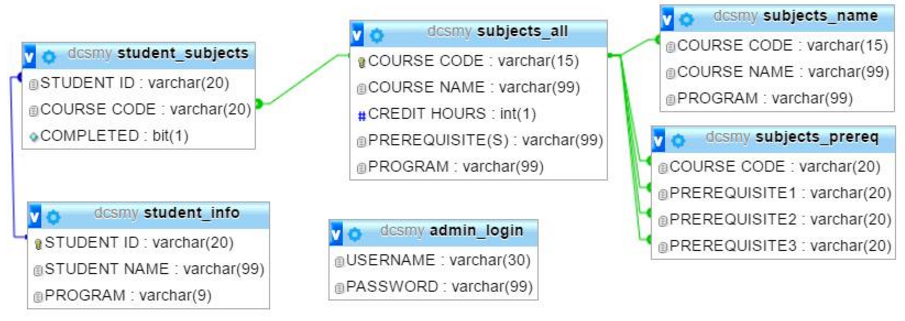 dcsmy student_subjects
STUDENT ID : varchar(20)
COURSE CODE : varchar(20)
COMPLETED : bit(1)
dcsmy subjects_all
COURSE CODE : varchar(15)
COURSE NAME : varchar(99)
# CREDIT HOURS : int(1)
PREREQUISITE(S) : varchar(99)
PROGRAM : varchar(99)
dcsmy subjects_name
COURSE CODE : varchar(15)
COURSE NAME : varchar(99)
PROGRAM : varchar(99)
dcsmy subjects_prereq
COURSE CODE : varchar(20)
PREREQUISITE1 : varchar(20)
PREREQUISITE2 : varchar(20)
PREREQUISITE3 : varchar(20)
dcsmy student_info
STUDENT ID : varchar(20)
STUDENT NAME : varchar(99)
PROGRAM : varchar(9)
dcsmy admin_login
USERNAME : varchar(30)
PASSWORD : varchar(99)